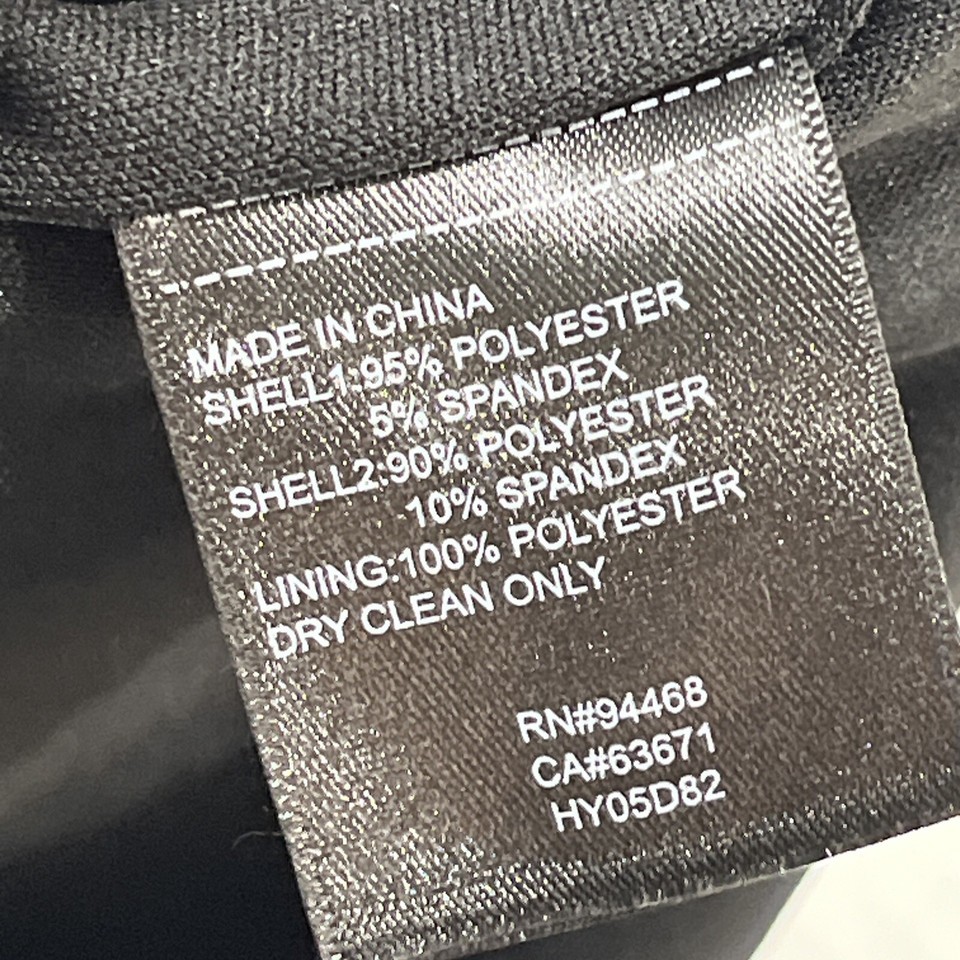 MADE IN CHINA
SHELL1:95% POLYESTER
5% SPANDEX
SHELL2:90% POLYESTER
10% SPANDEX
LINING:100% POLYESTER
DRY CLEAN ONLY
RN#94468
CA#63671
HY05D82